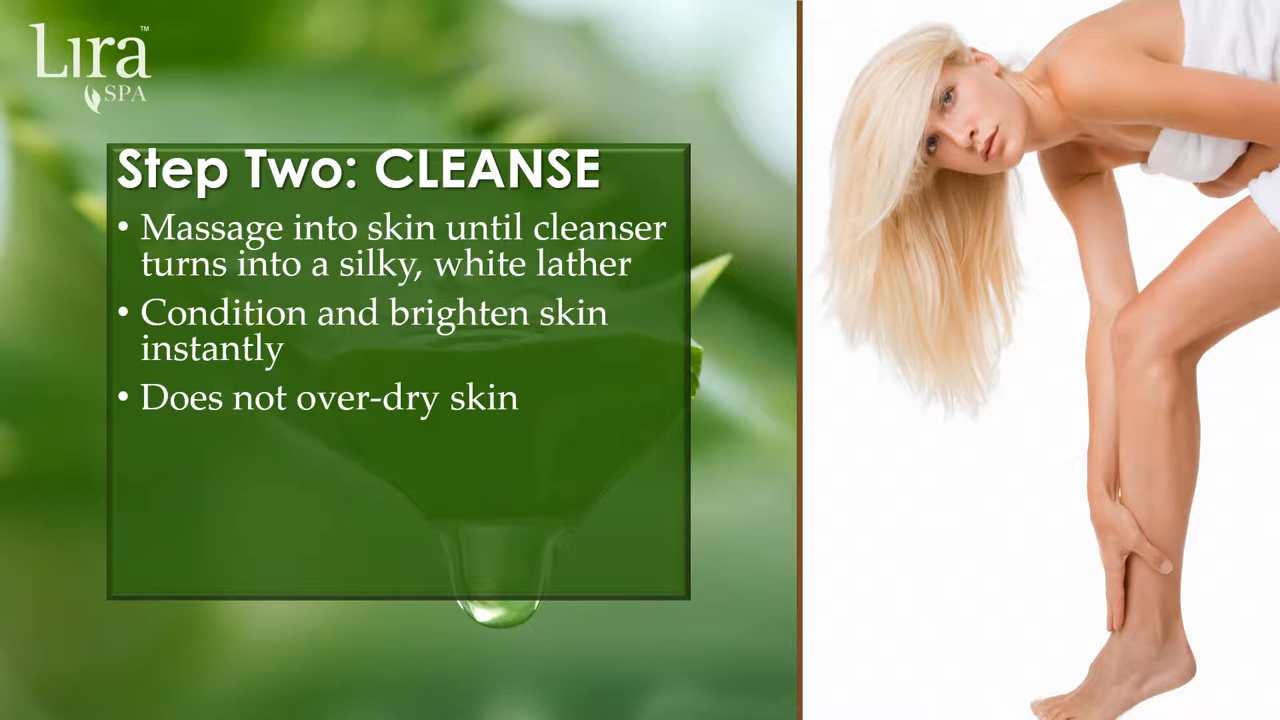 Lira™
SPA
Step Two: CLEANSE
• Massage into skin until cleanser
turns into a silky, white lather
• Condition and brighten skin
instantly
• Does not over-dry skin